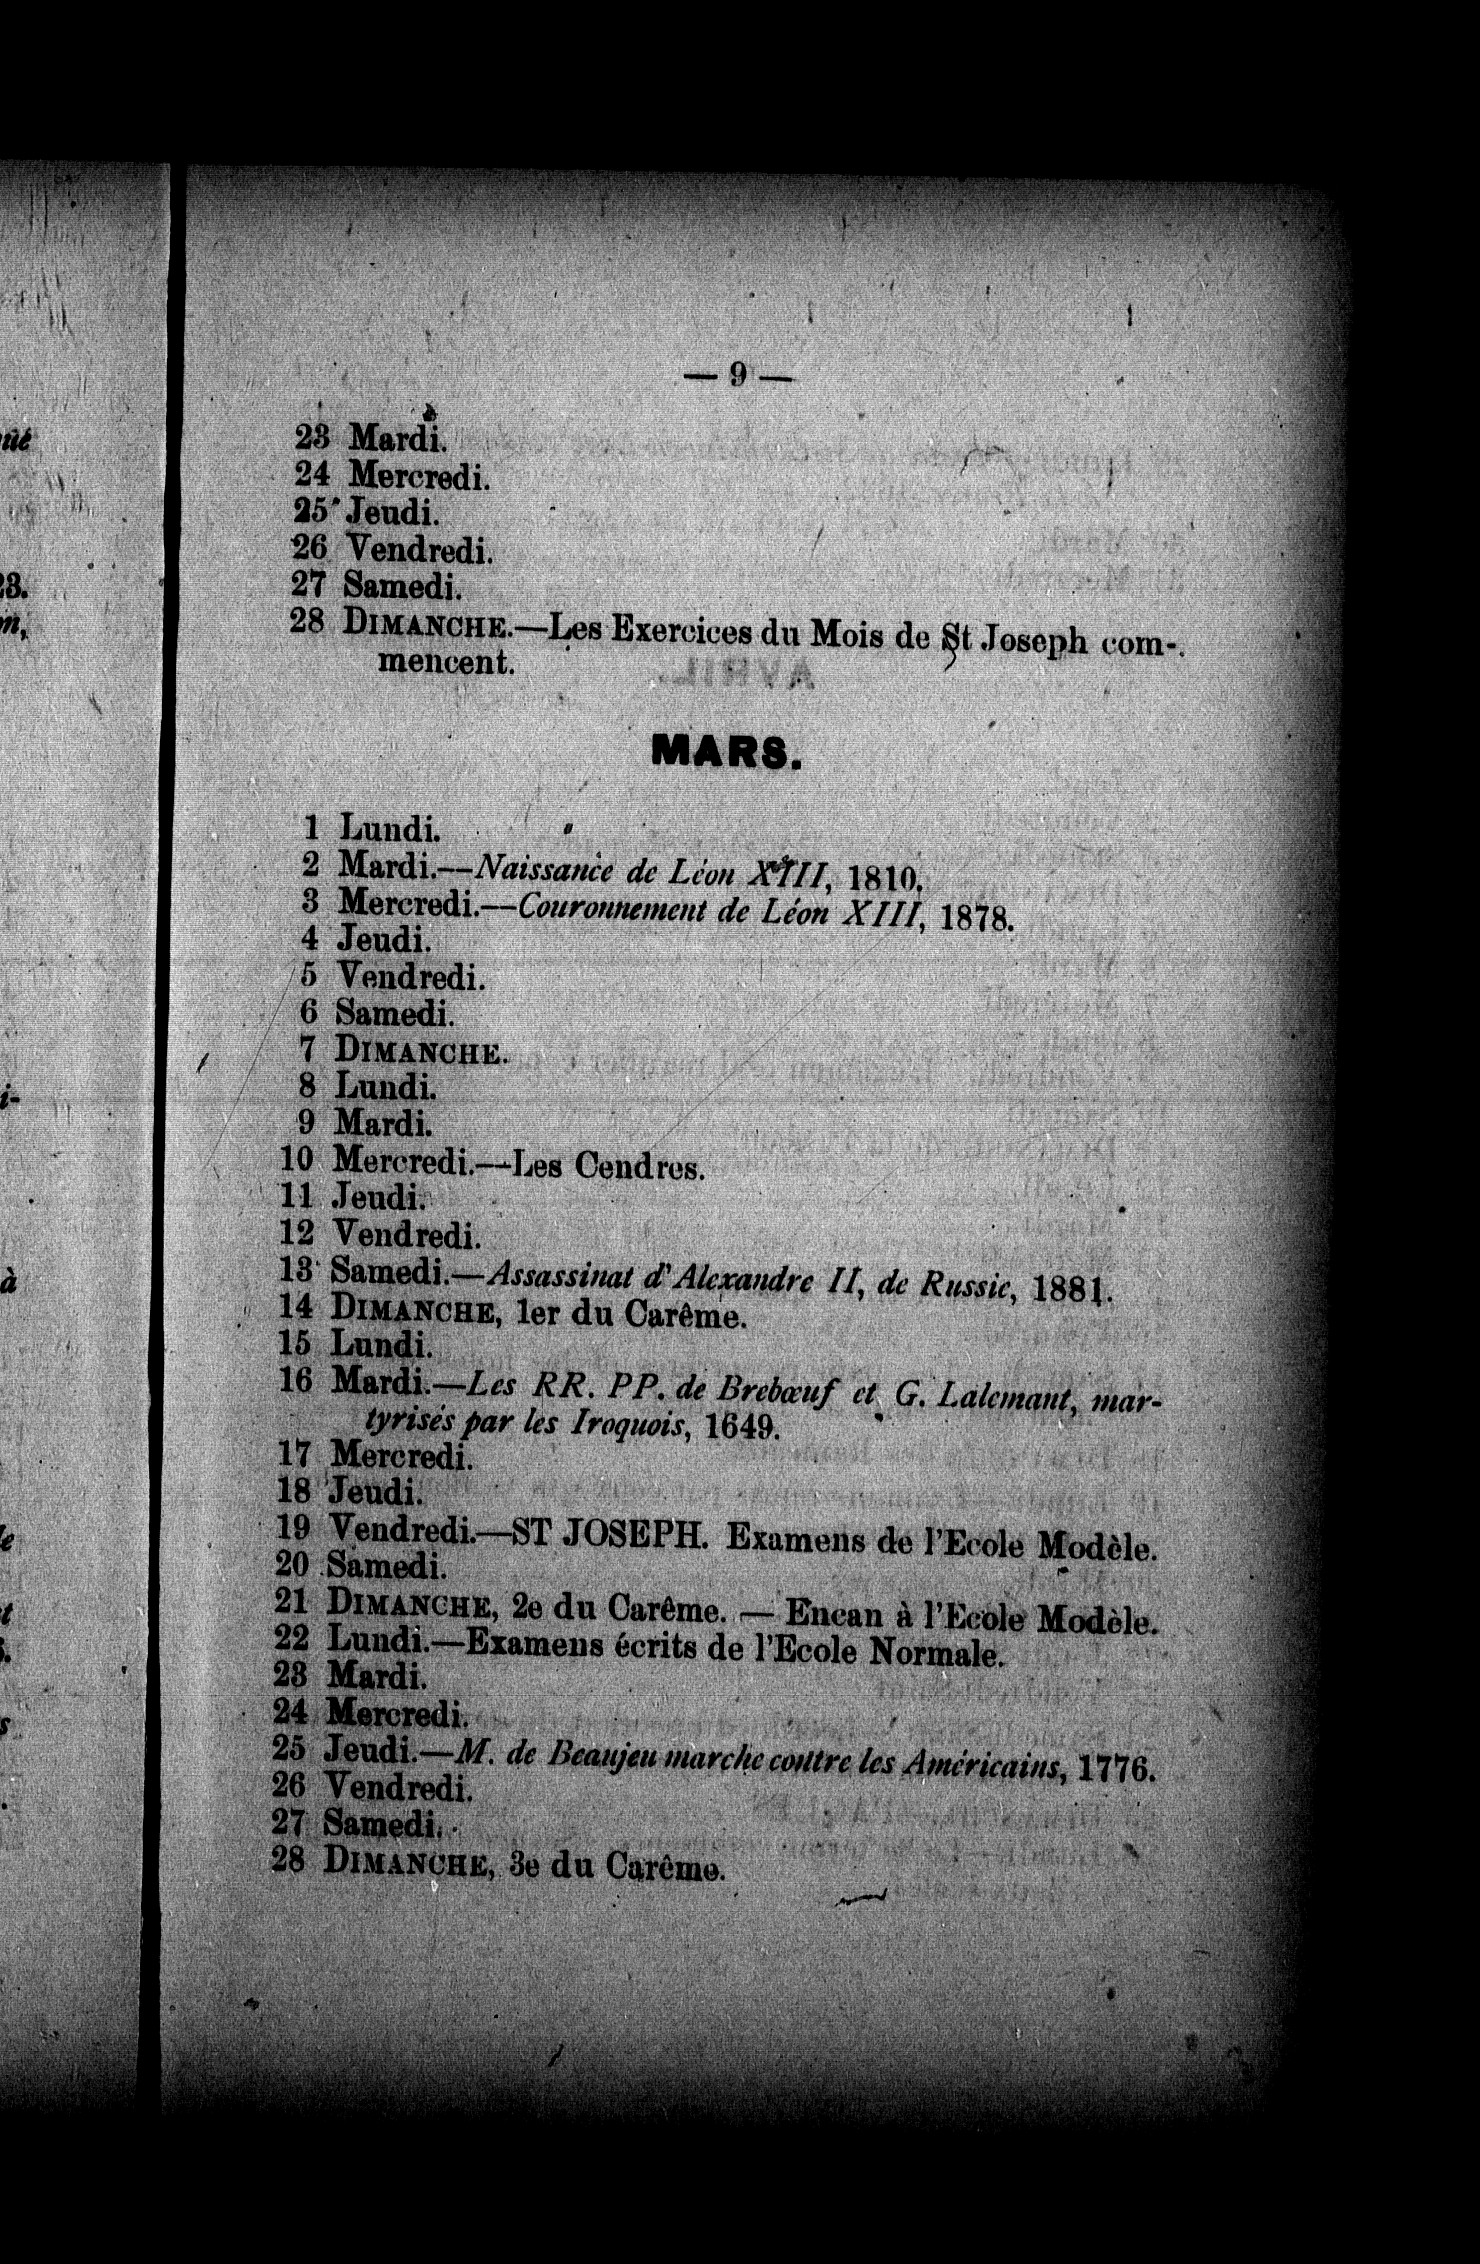 — 9 —
23 Mardi.
24 Mercredi.
25 Jeudi.
26 Vendredi.
27 Samedi.
28 DIMANCHE.—Les Exercices du Mois de St Joseph com-
mencent.
MARS.
1 Lundi.
2 Mardi.—Naissance de Léon XIII, 1810.
3 Mercredi.—Couronnement de Léon XIII, 1878.
4 Jeudi.
5 Vendredi.
6 Samedi.
7 DIMANCHE.
8 Lundi.
9 Mardi.
10 Mercredi.—Les Cendres.
11 Jeudi.
12 Vendredi.
13 Samedi.—Assassinat d'Alexandre II, de Russie, 1881.
14 DIMANCHE, 1er du Carême.
15 Lundi.
16 Mardi.—Les RR. PP. de Brebœuf et G. Lalemant, mar-
tyrisés par les Iroquois, 1649.
17 Mercredi.
18 Jeudi.
19 Vendredi.—ST JOSEPH. Examens de l'Ecole Modèle.
20 Samedi.
21 DIMANCHE, 2e du Carême. — Encan à l'Ecole Modèle.
22 Lundi.—Examens écrits de l'Ecole Normale.
23 Mardi.
24 Mercredi.
25 Jeudi.—M. de Beaujeu marche contre les Américains, 1776.
26 Vendredi.
27 Samedi.
28 DIMANCHE, 3e du Carême.